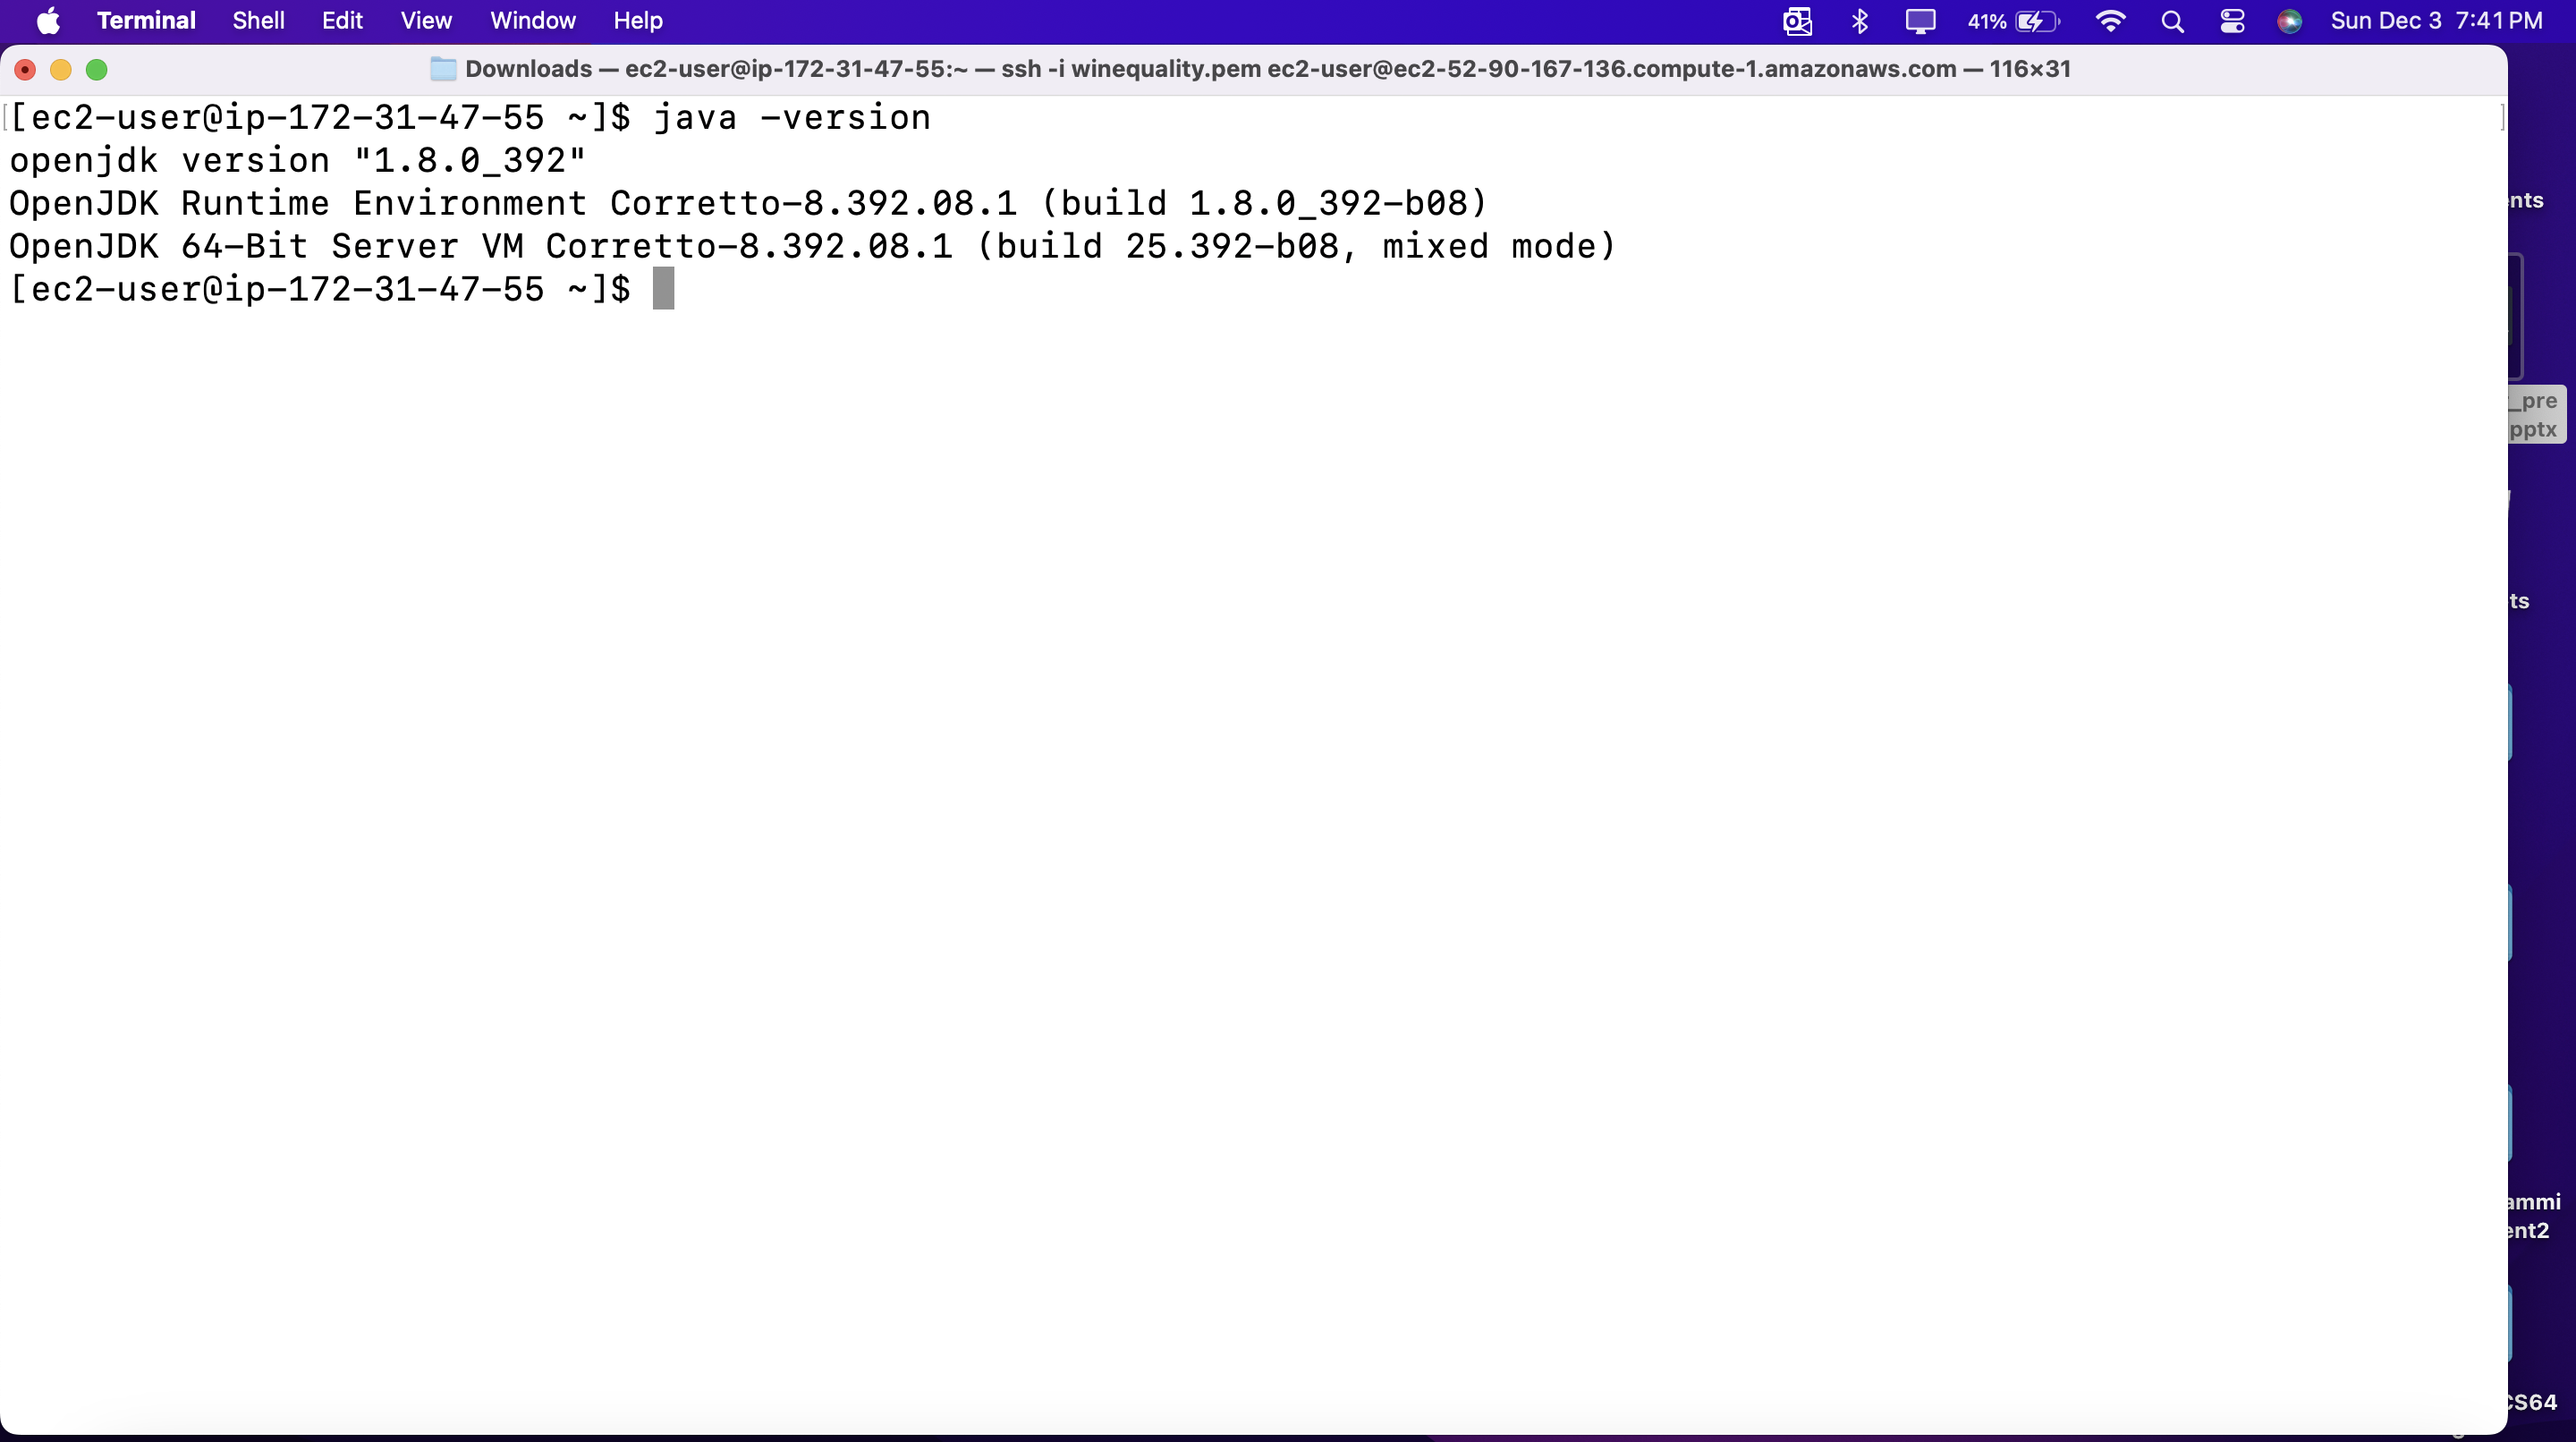 Terminal Shell Edit View Window Help 41% Sun Dec 3 7:41 PM
Downloads — ec2-user@ip-172-31-47-55:~ — ssh -i winequality.pem ec2-user@ec2-52-90-167-136.compute-1.amazonaws.com — 116×31
[ec2-user@ip-172-31-47-55 ~]$ java -version
openjdk version "1.8.0_392"
OpenJDK Runtime Environment Corretto-8.392.08.1 (build 1.8.0_392-b08)
OpenJDK 64-Bit Server VM Corretto-8.392.08.1 (build 25.392-b08, mixed mode)
[ec2-user@ip-172-31-47-55 ~]$
nts
_pre
pptx
ts
ammi
ent2
CS64